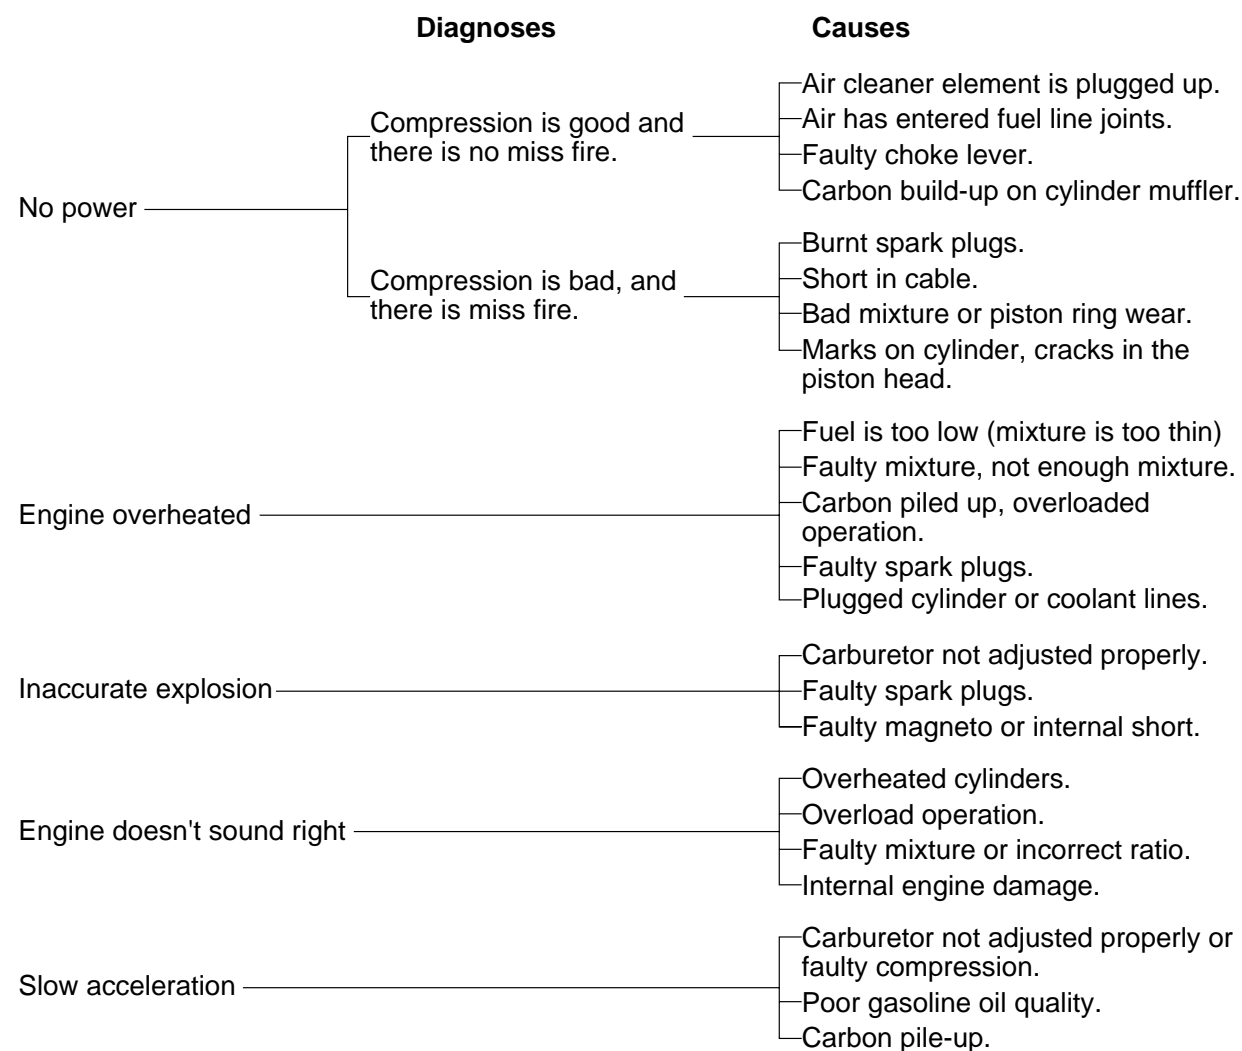 Diagnoses Causes
Air cleaner element is plugged up.
Compression is good and
there is no miss fire.
Air has entered fuel line joints.
Faulty choke lever.
Carbon build-up on cylinder muffler.
No power
Burnt spark plugs.
Compression is bad, and
there is miss fire.
Short in cable.
Bad mixture or piston ring wear.
Marks on cylinder, cracks in the
piston head.
Fuel is too low (mixture is too thin)
Faulty mixture, not enough mixture.
Engine overheated
Carbon piled up, overloaded
operation.
Faulty spark plugs.
Plugged cylinder or coolant lines.
Carburetor not adjusted properly.
Inaccurate explosion
Faulty spark plugs.
Faulty magneto or internal short.
Overheated cylinders.
Overload operation.
Engine doesn't sound right
Faulty mixture or incorrect ratio.
Internal engine damage.
Carburetor not adjusted properly or
faulty compression.
Slow acceleration
Poor gasoline oil quality.
Carbon pile-up.